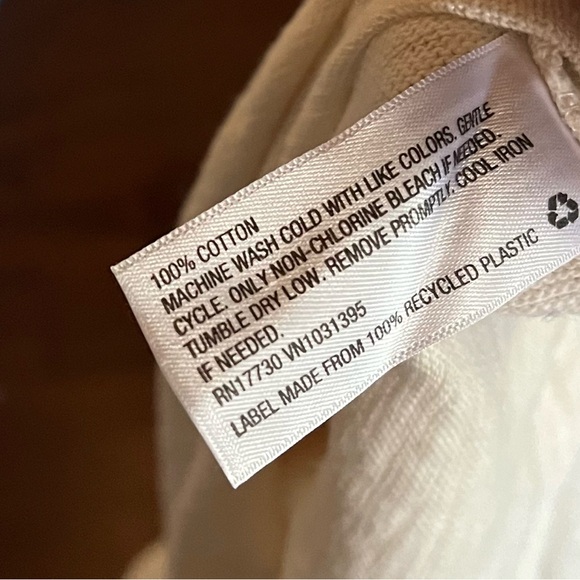 100% COTTON
MACHINE WASH COLD WITH LIKE COLORS. GENTLE
CYCLE. ONLY NON-CHLORINE BLEACH IF NEEDED.
TUMBLE DRY LOW. REMOVE PROMPTLY. COOL IRON
IF NEEDED.
RN17730 VN1031395
LABEL MADE FROM 100% RECYCLED PLASTIC